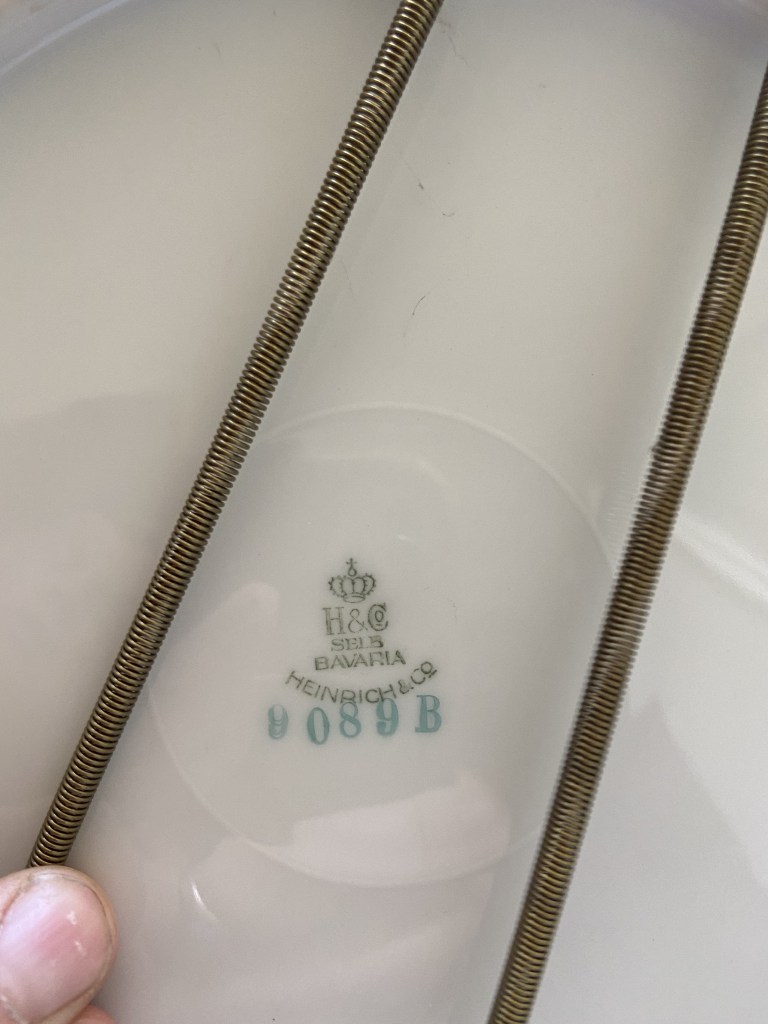 H&Co
SELB
BAVARIA
HEINRICH & Co
9089B